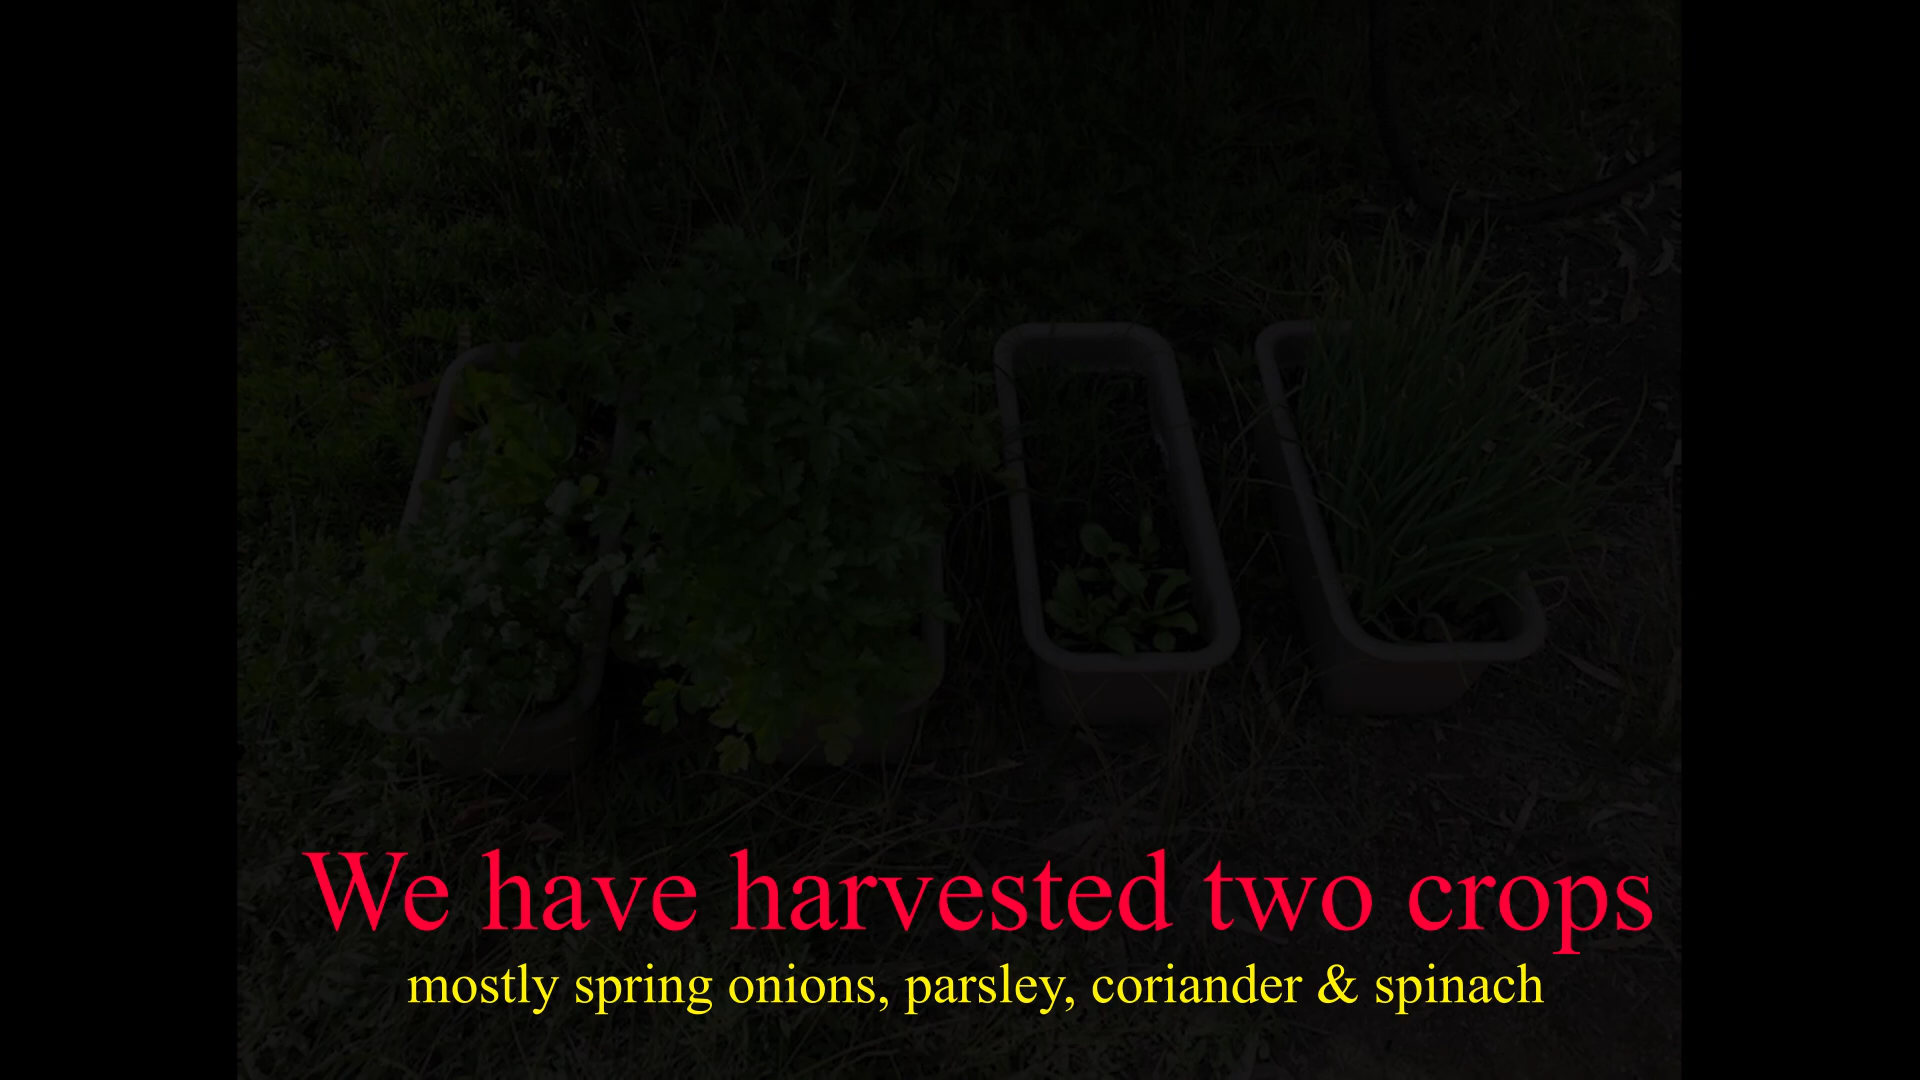 We have harvested two crops
mostly spring onions, parsley, coriander & spinach